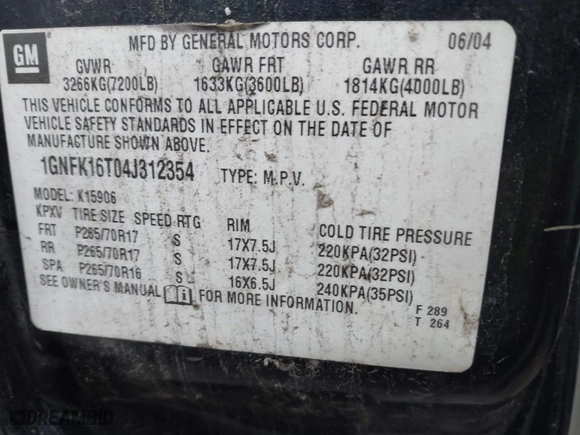 GM
MFD BY GENERAL MOTORS CORP. 06/04
GVWR GAWR FRT GAWR RR
3266KG(7200LB) 1633KG(3600LB) 1814KG(4000LB)
THIS VEHICLE CONFORMS TO ALL APPLICABLE U.S. FEDERAL MOTOR
VEHICLE SAFETY STANDARDS IN EFFECT ON THE DATE OF
MANUFACTURE SHOWN ABOVE.
1GNFK16T04J312354 TYPE: M.P.V.
MODEL: K15906
KPXV TIRE SIZE SPEED RTG RIM COLD TIRE PRESSURE
FRT P265/70R17 S 17X7.5J 220KPA(32PSI)
RR P265/70R17 S 17X7.5J 220KPA(32PSI)
SPA P265/70R16 S 16X6.5J 240KPA(35PSI)
SEE OWNER'S MANUAL FOR MORE INFORMATION.
F 289
T 264
DREAMBID